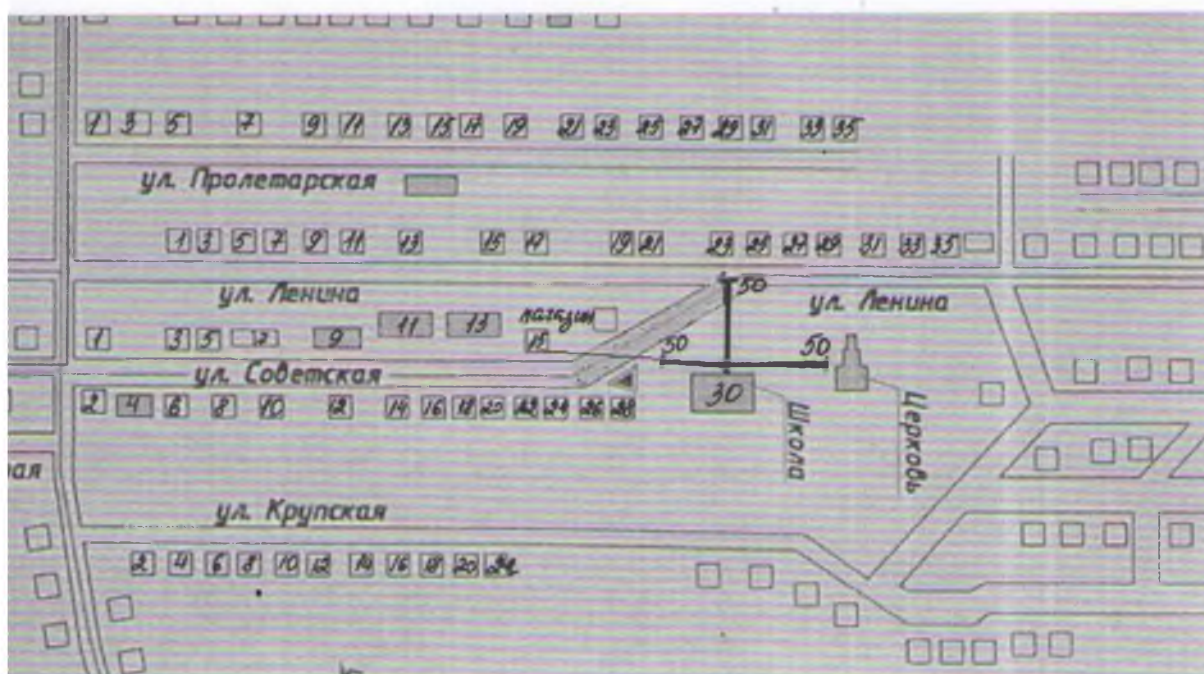 1 3 5 7 9 11 13 15 17 19 21 23 25 27 29 31 33 35
ул. Пролетарская
1 3 5 7 9 11 13 15 17 19 21 23 25 27 29 31 33 35
ул. Ленина
50
ул. Ленина
1 3 5 7 9 11 13 магазин
15
50
50
ул. Советская
2 4 6 8 10 12 14 16 18 20 22 24 26 28 30
Школа
Церковь
ая
ул. Крупская
2 4 6 8 10 12 14 16 18 20 22